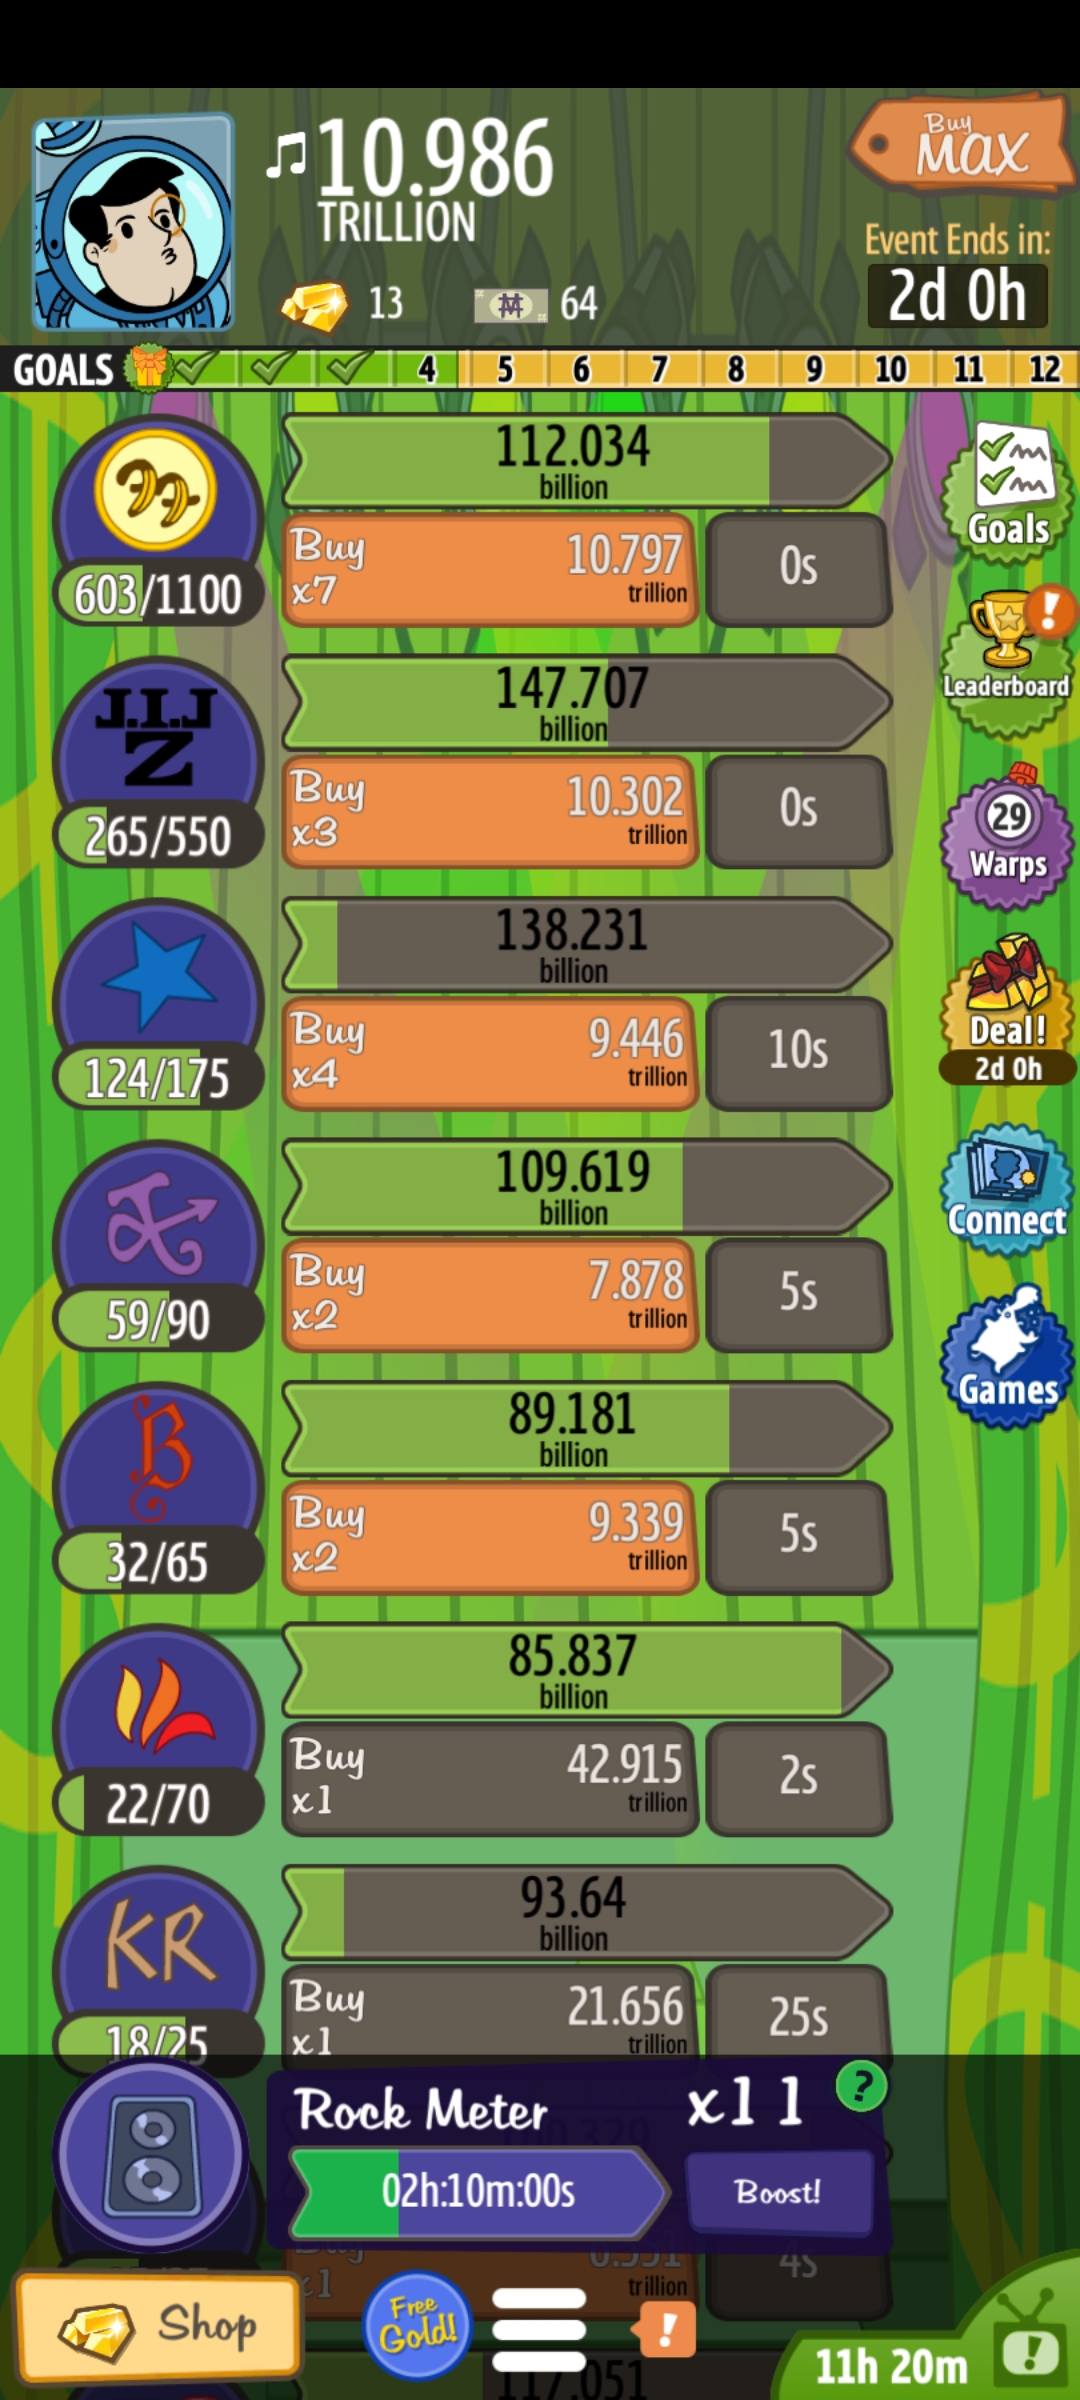 10.986
TRILLION
13
64
Buy
MAX
Event Ends in:
2d 0h
GOALS 4 5 6 7 8 9 10 11 12
112.034
billion
603/1100
Buy
x7
10.797
trillion
0s
Goals
Leaderboard
J.I.J
Z
147.707
billion
265/550
Buy
x3
10.302
trillion
0s
29
Warps
138.231
billion
124/175
Buy
x4
9.446
trillion
10s
Deal!
2d 0h
109.619
billion
59/90
Buy
x2
7.878
trillion
5s
Connect
Games
B
89.181
billion
32/65
Buy
x2
9.339
trillion
5s
85.837
billion
22/70
Buy
x1
42.915
trillion
2s
KR
93.64
billion
18/25
Buy
x1
21.656
trillion
25s
Rock Meter
x11
?
02h:10m:00s
Boost!
Buy
x1
trillion
4s
Shop
Free
Gold!
!
117.051
11h 20m